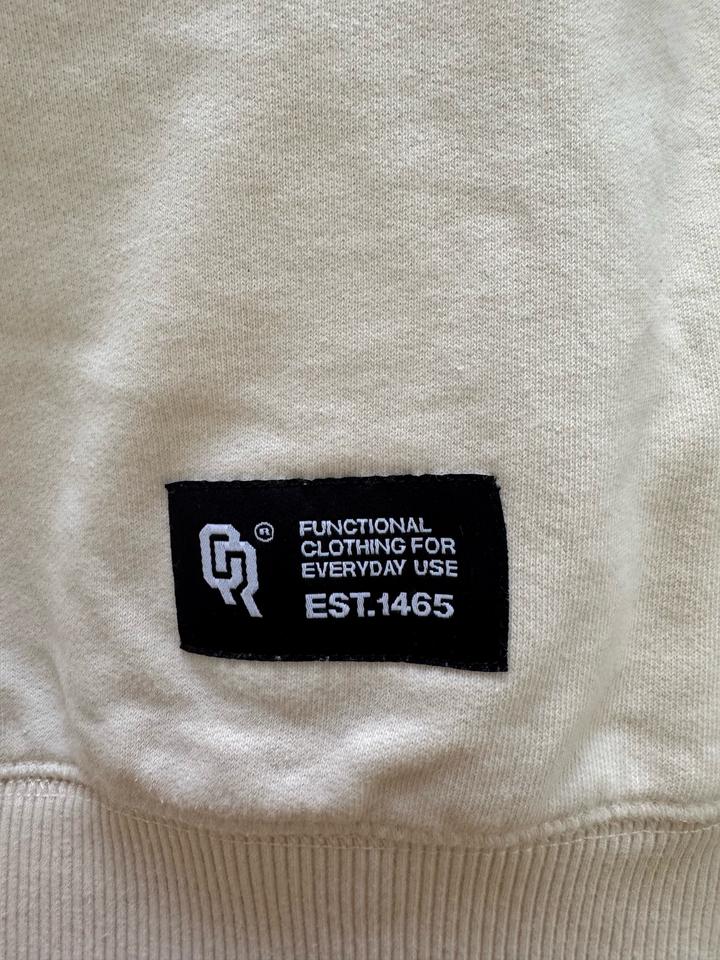 ®
FUNCTIONAL
CLOTHING FOR
EVERYDAY USE
EST.1465